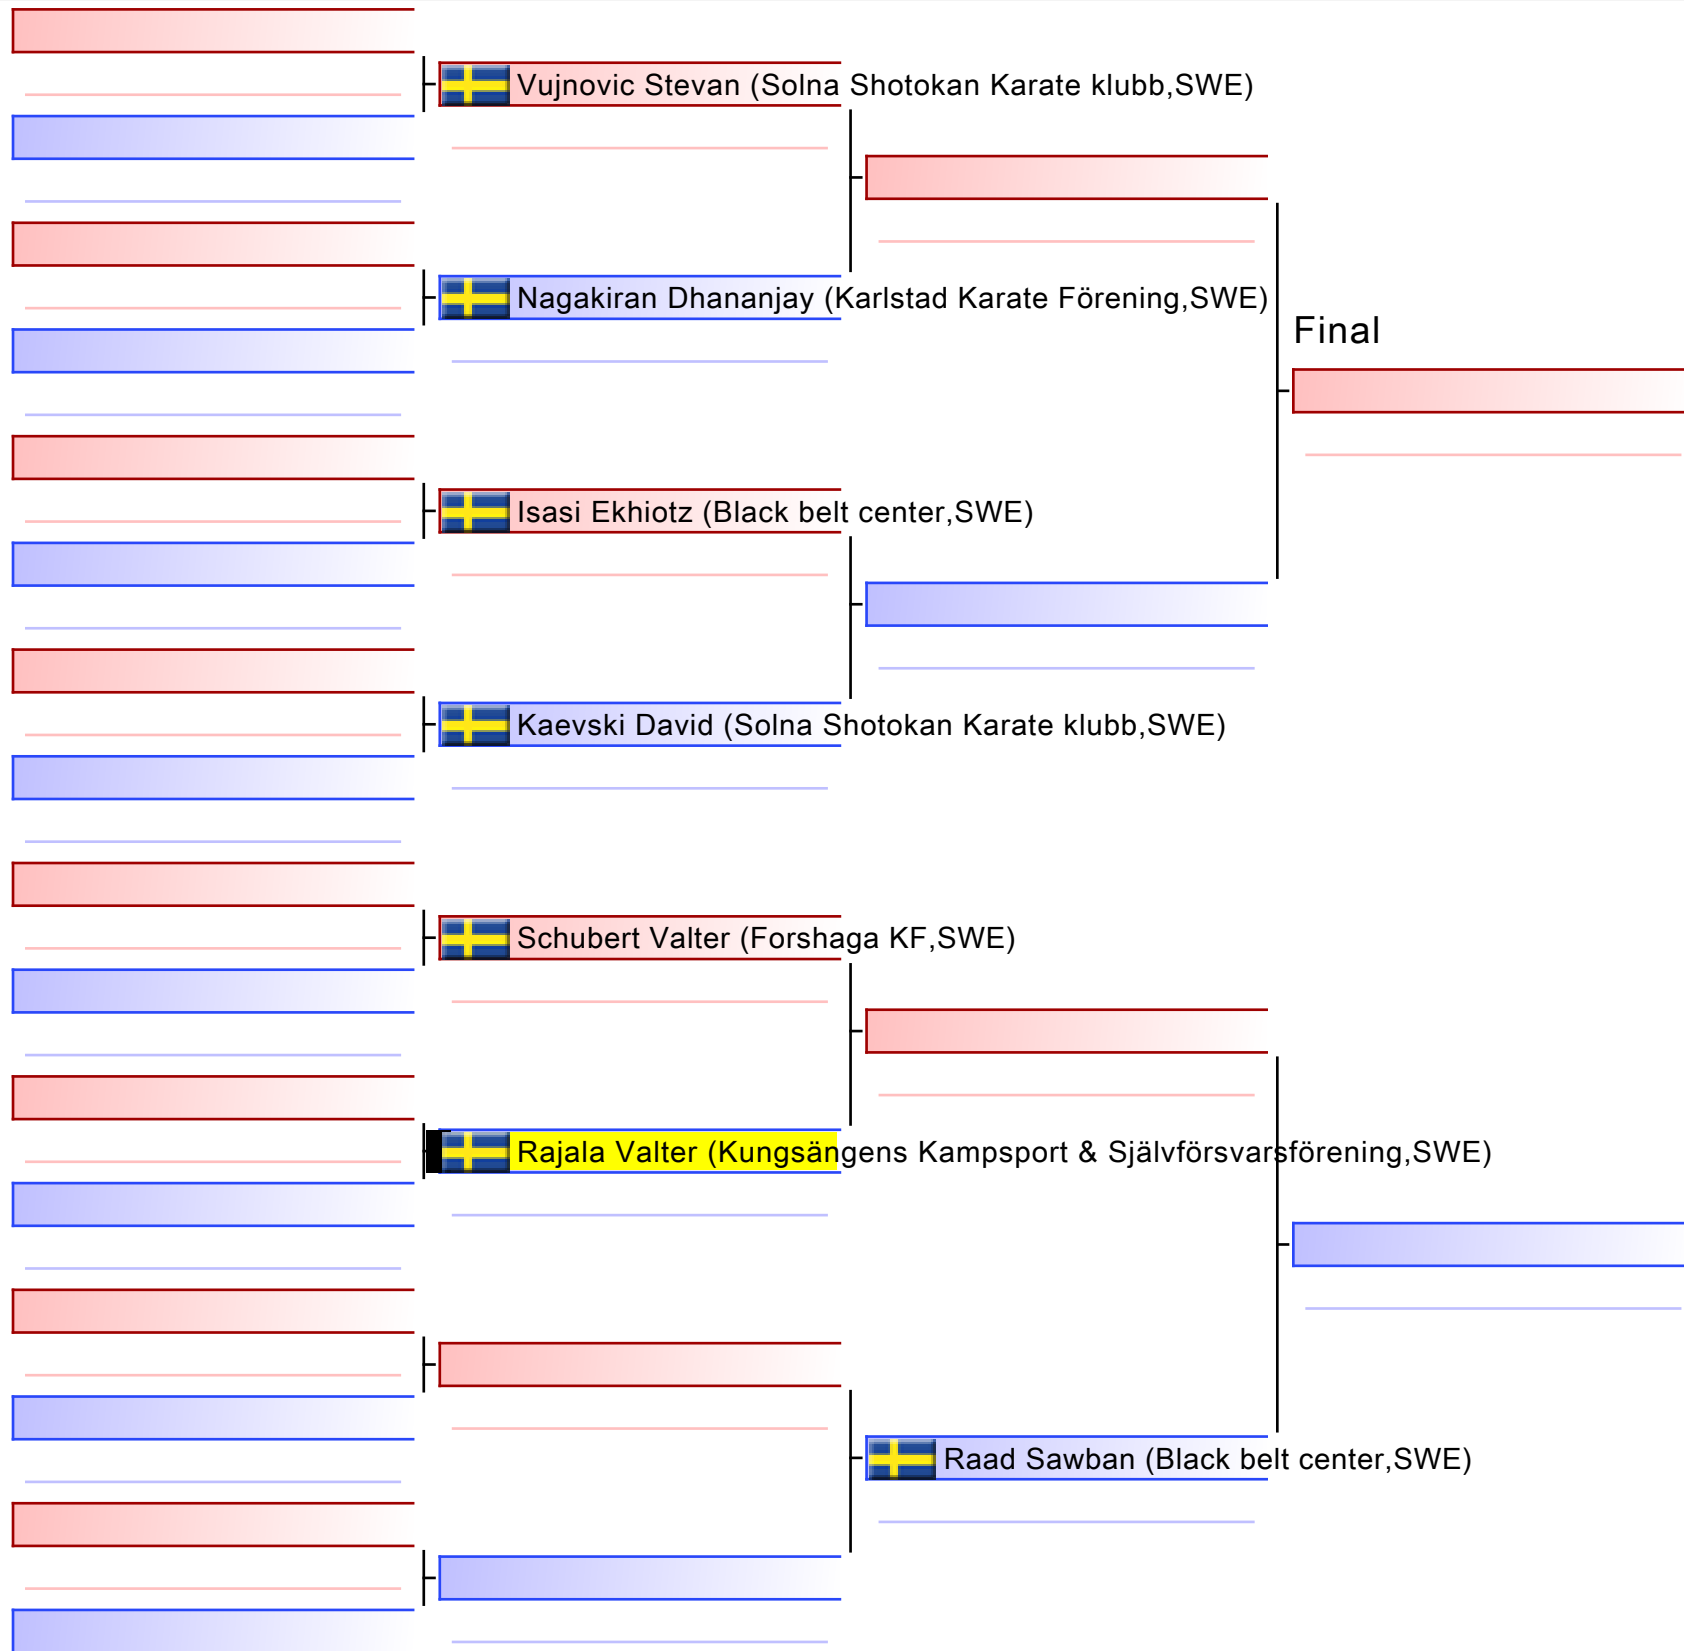 Vujnovic Stevan (Solna Shotokan Karate klubb,SWE)
Nagakiran Dhananjay (Karlstad Karate Förening,SWE)
Final
Isasi Ekhiotz (Black belt center,SWE)
Kaevski David (Solna Shotokan Karate klubb,SWE)
Schubert Valter (Forshaga KF,SWE)
Rajala Valter (Kungsängens Kampsport & Självförsvarsförening,SWE)
Raad Sawban (Black belt center,SWE)